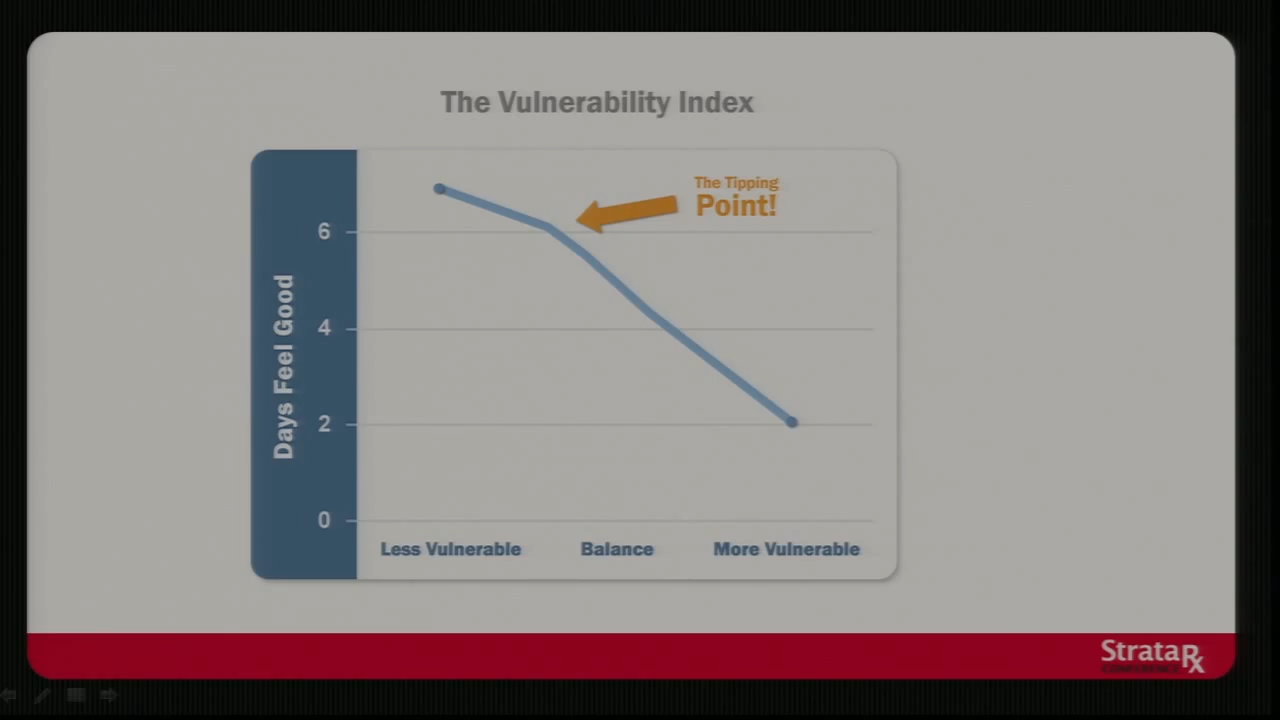 The Vulnerability Index
The Tipping
Point!
Days Feel Good
6
4
2
0
Less Vulnerable
Balance
More Vulnerable
StrataRx
CONFERENCE